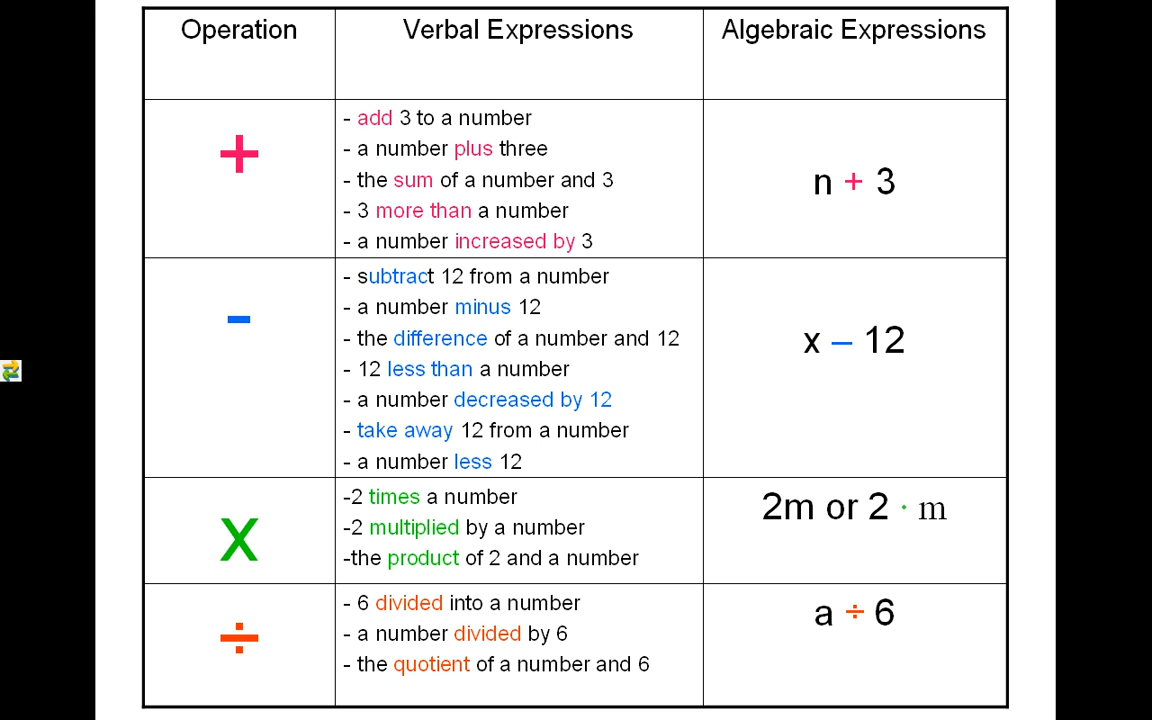 Operation
Verbal Expressions
Algebraic Expressions
+
- add 3 to a number
- a number plus three
- the sum of a number and 3
- 3 more than a number
- a number increased by 3
n + 3
-
- subtract 12 from a number
- a number minus 12
- the difference of a number and 12
- 12 less than a number
- a number decreased by 12
- take away 12 from a number
- a number less 12
x – 12
x
-2 times a number
-2 multiplied by a number
-the product of 2 and a number
2m or 2 · m
÷
- 6 divided into a number
- a number divided by 6
- the quotient of a number and 6
a ÷ 6